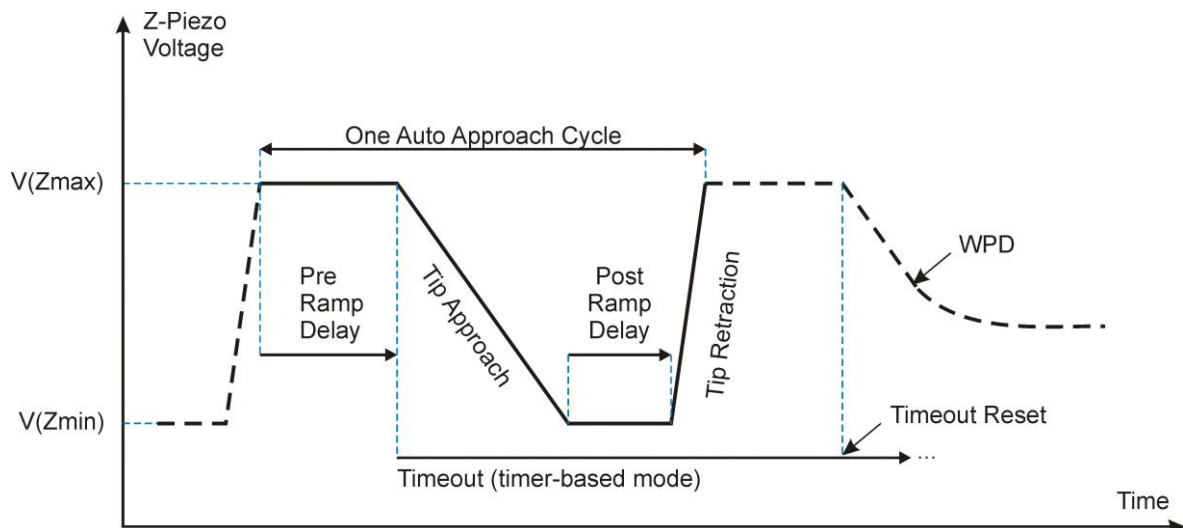 Z-Piezo
Voltage
One Auto Approach Cycle
V(Zmax)
Pre
Ramp
Delay
Tip Approach
Post
Ramp
Delay
Tip Retraction
WPD
V(Zmin)
Timeout Reset
Timeout (timer-based mode)
...
Time